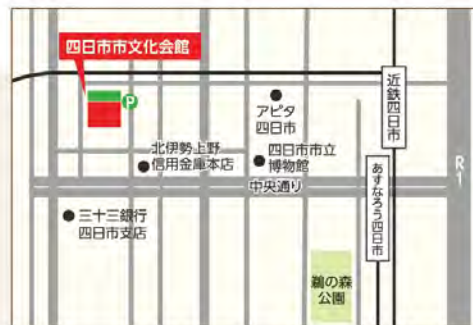 四日市市文化会館
P
アピタ
四日市
近鉄四日市
北伊勢上野
信用金庫本店
四日市市立
博物館
中央通り
あすなろう四日市
R1
三十三銀行
四日市支店
鵜の森
公園